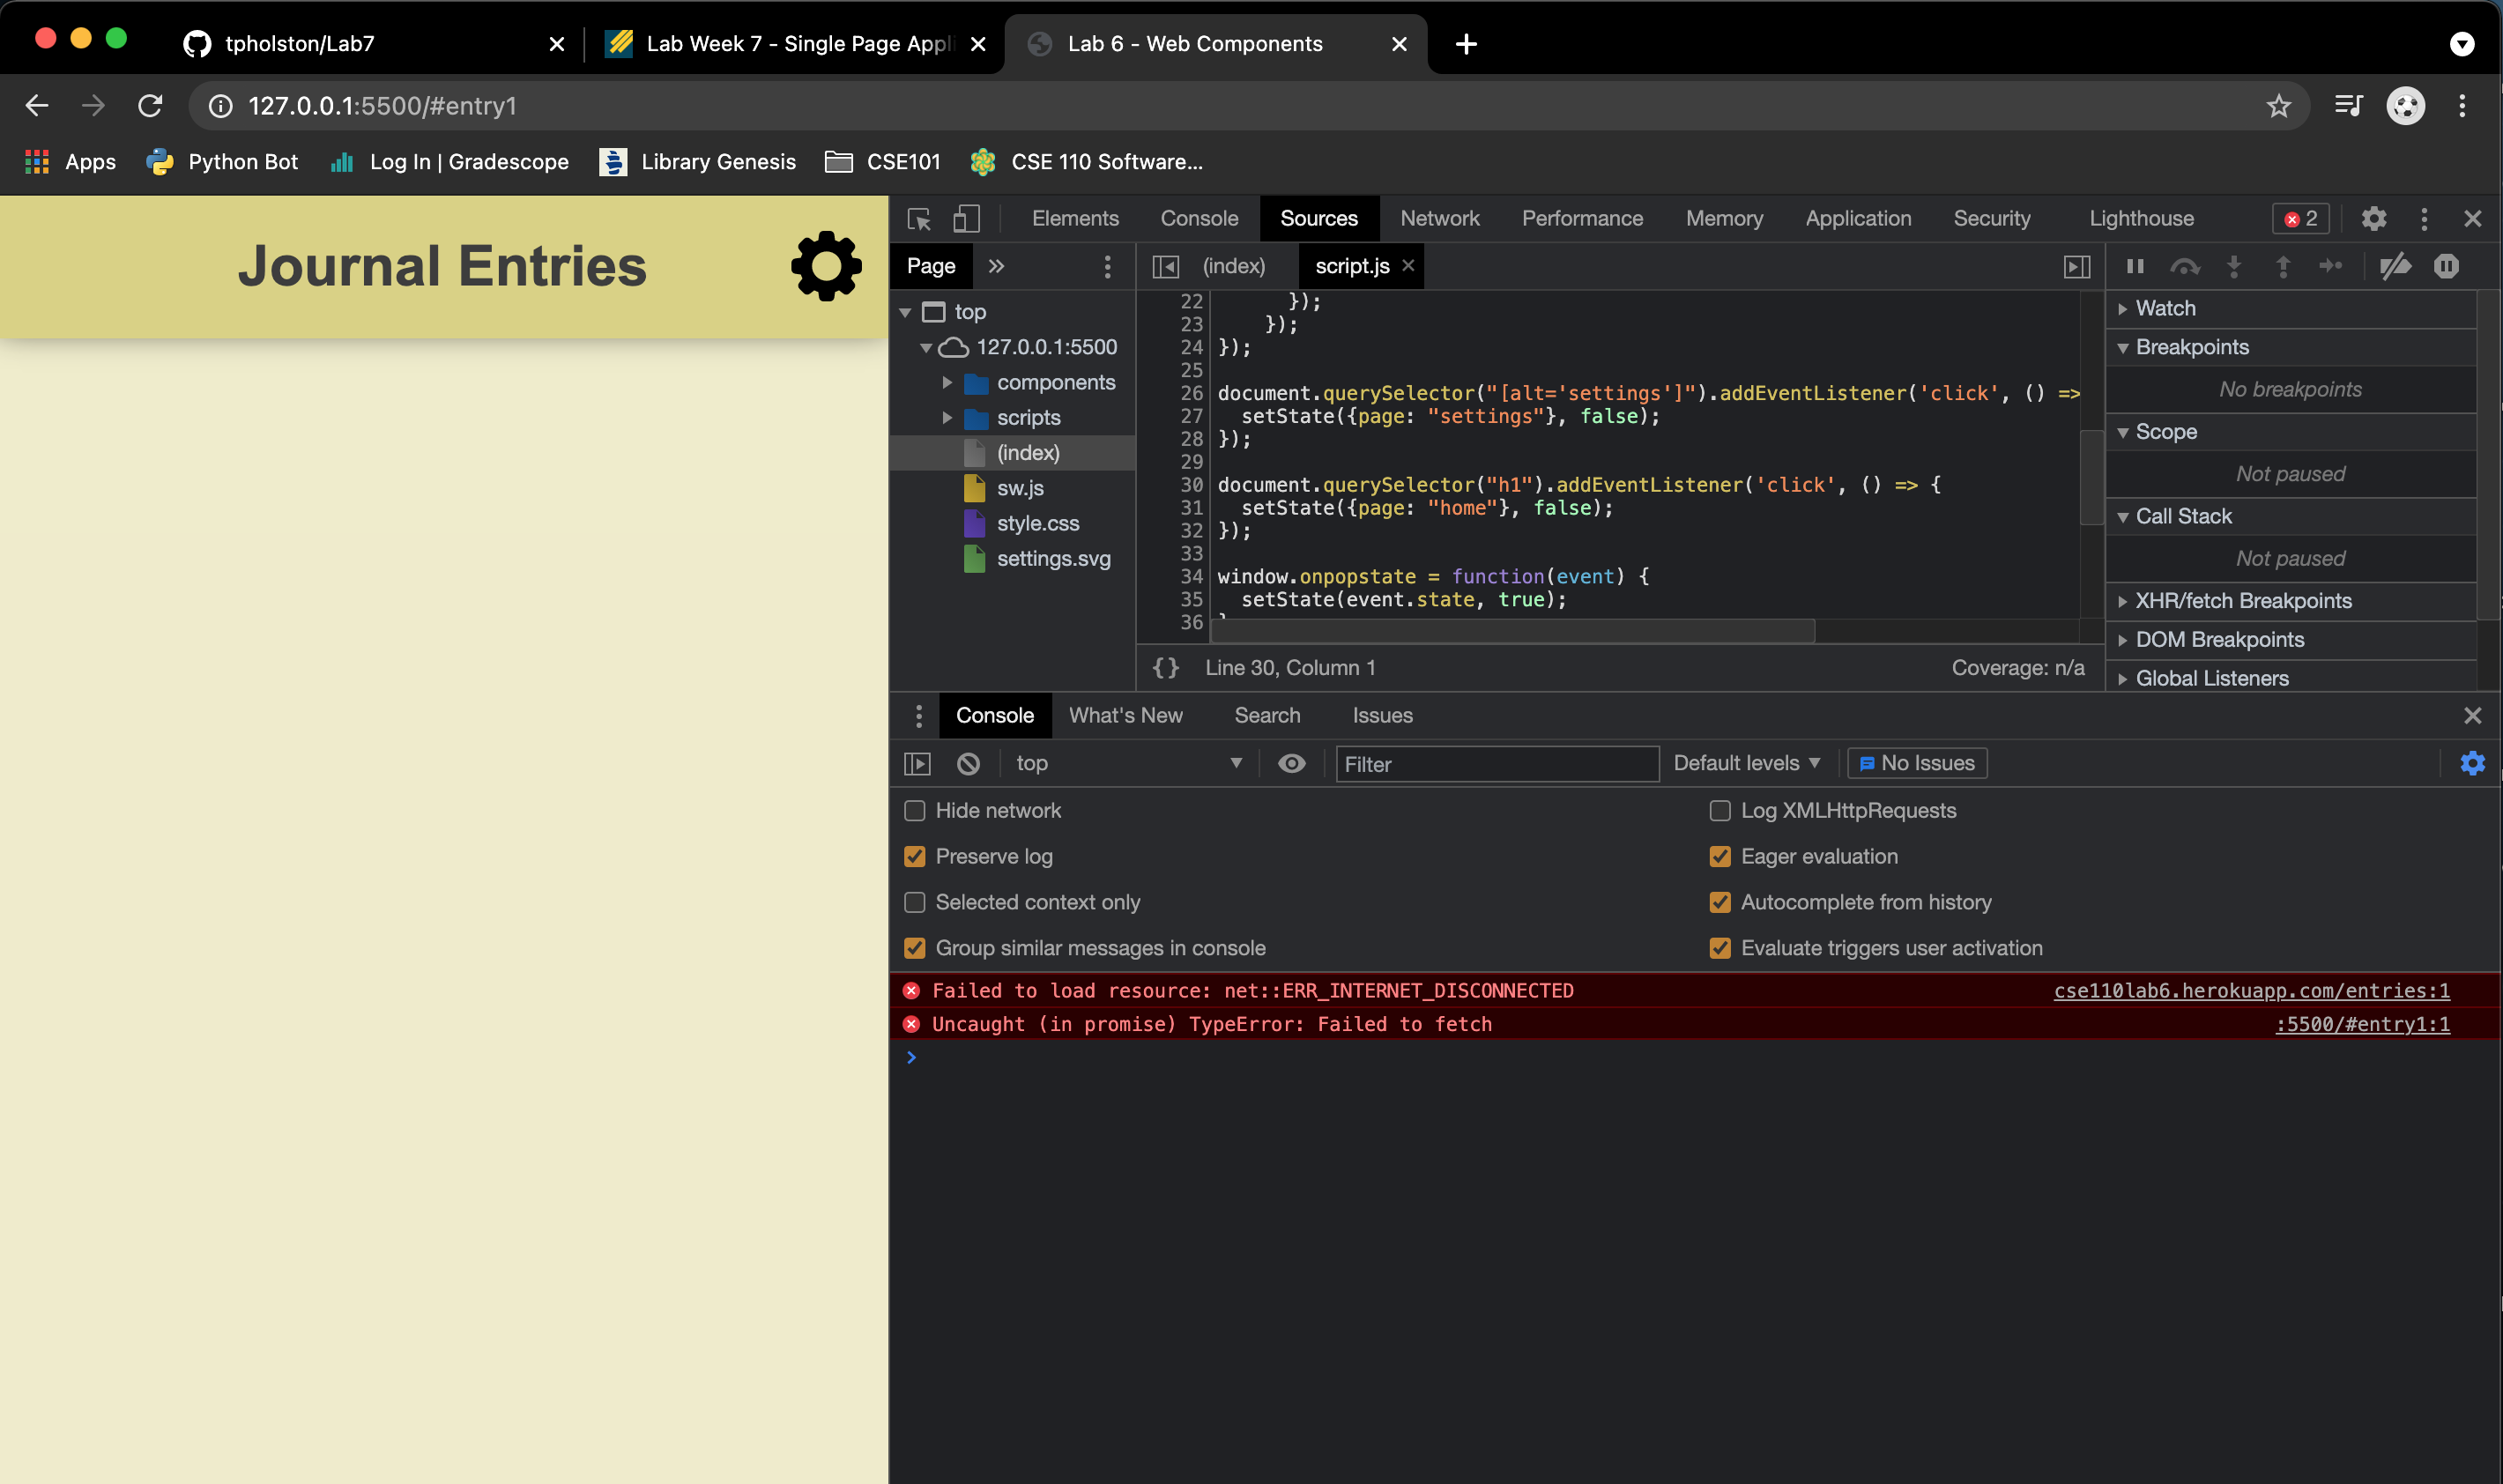 tpholston/Lab7
Lab Week 7 - Single Page Appli
Lab 6 - Web Components
127.0.0.1:5500/#entry1
Apps
Python Bot
Log In | Gradescope
Library Genesis
CSE101
CSE 110 Software...
Journal Entries
Elements
Console
Sources
Network
Performance
Memory
Application
Security
Lighthouse
2
Page
(index)
script.js
top
127.0.0.1:5500
components
scripts
(index)
sw.js
style.css
settings.svg
22 });
23 });
24 });
25
26 document.querySelector("[alt='settings']").addEventListener('click', () =>
27 setState({page: "settings"}, false);
28 });
29
30 document.querySelector("h1").addEventListener('click', () => {
31 setState({page: "home"}, false);
32 });
33
34 window.onpopstate = function(event) {
35 setState(event.state, true);
36
{} Line 30, Column 1
Coverage: n/a
Watch
Breakpoints
No breakpoints
Scope
Not paused
Call Stack
Not paused
XHR/fetch Breakpoints
DOM Breakpoints
Global Listeners
Console
What's New
Search
Issues
top
Filter
Default levels
No Issues
Hide network
Log XMLHttpRequests
Preserve log
Eager evaluation
Selected context only
Autocomplete from history
Group similar messages in console
Evaluate triggers user activation
Failed to load resource: net::ERR_INTERNET_DISCONNECTED
cse110lab6.herokuapp.com/entries:1
Uncaught (in promise) TypeError: Failed to fetch
:5500/#entry1:1